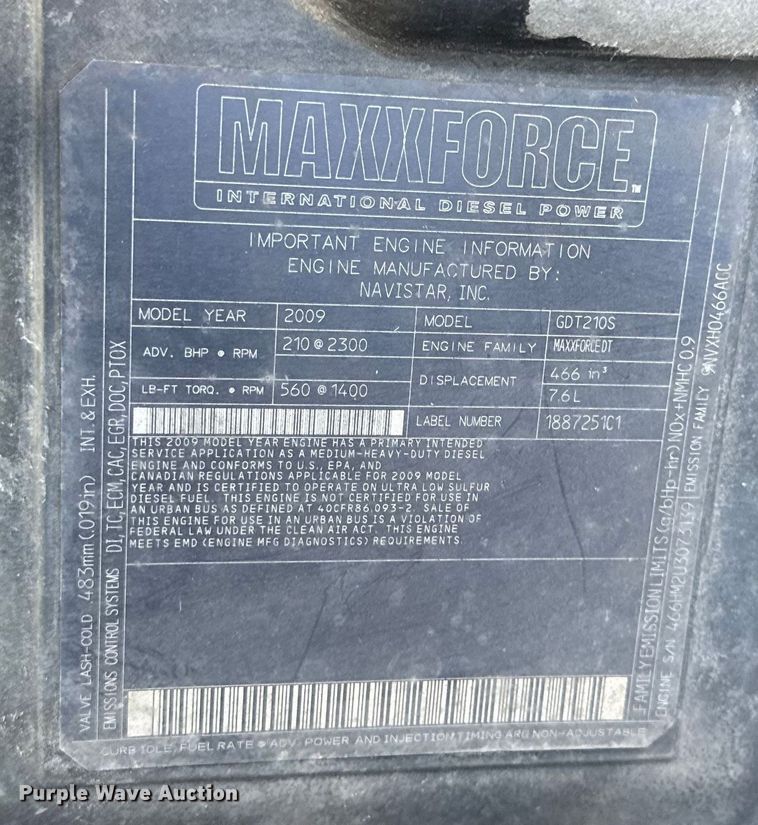 MAXXFORCE™
INTERNATIONAL DIESEL POWER
IMPORTANT ENGINE INFORMATION
ENGINE MANUFACTURED BY:
NAVISTAR, INC.
MODEL YEAR 2009 MODEL GDT210S
ADV. BHP • RPM 210 @ 2300 ENGINE FAMILY MAXXFORCEDT
DISPLACEMENT 466 in³
7.6L
LB-FT TORQ. • RPM 560 @ 1400
LABEL NUMBER 1887251C1
THIS 2009 MODEL YEAR ENGINE HAS A PRIMARY INTENDED
SERVICE APPLICATION AS A MEDIUM-HEAVY-DUTY DIESEL
ENGINE AND CONFORMS TO U.S., EPA, AND
CANADIAN REGULATIONS APPLICABLE FOR 2009 MODEL
YEAR AND IS CERTIFIED TO OPERATE ON ULTRA LOW SULFUR
DIESEL FUEL. THIS ENGINE IS NOT CERTIFIED FOR USE IN
AN URBAN BUS AS DEFINED AT 40CFR86.093-2. SALE OF
THIS ENGINE FOR USE IN AN URBAN BUS IS A VIOLATION OF
FEDERAL LAW UNDER THE CLEAN AIR ACT. THIS ENGINE
MEETS EMD (ENGINE MFG DIAGNOSTICS) REQUIREMENTS.
VALVE LASH-COLD .483mm (.019in) INT. & EXH.
EMISSIONS CONTROL SYSTEMS DI, TC, ECM, CAC, EGR, DOC, PTOX
FAMILY EMISSION LIMITS (g/bHp-hr) NOx+NMHC 0.9
ENGINE S/N 466HM2U3073139 EMISSION FAMILY 9NVXH0466AGC
CURB IDLE, FUEL RATE @ ADV. POWER AND INJECTION TIMING ARE NON-ADJUSTABLE
Purple Wave Auction